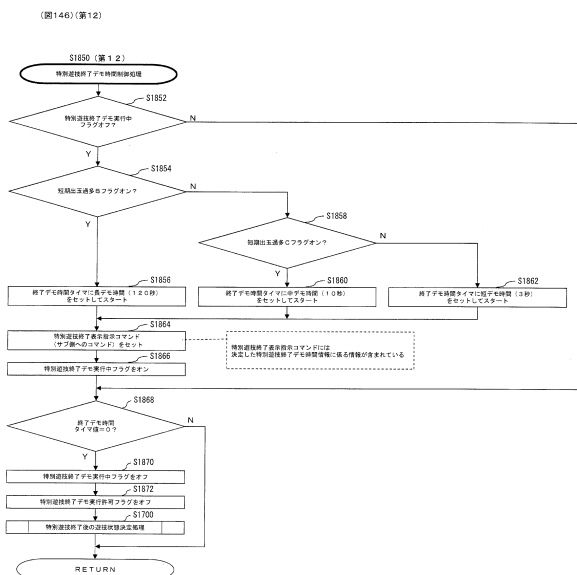 (図146)(第12)
S1850 (第12)
特別遊技終了デモ時間制御処理
S1852
特別遊技終了デモ実行中
フラグオフ?
N
Y
S1854
短期出玉過多Bフラグオン?
N
Y
S1858
短期出玉過多Cフラグオン?
N
Y
S1856
終了デモ時間タイマに長デモ時間(120秒)
をセットしてスタート
S1860
終了デモ時間タイマに中デモ時間(10秒)
をセットしてスタート
S1862
終了デモ時間タイマに短デモ時間(3秒)
をセットしてスタート
S1864
特別遊技終了表示指示コマンド
(サブ側へのコマンド)をセット
特別遊技終了表示指示コマンドには
決定した特別遊技終了デモ時間情報に係る情報が含まれている
S1866
特別遊技終了デモ実行中フラグをオン
S1868
終了デモ時間
タイマ値=0?
N
Y
S1870
特別遊技終了デモ実行中フラグをオフ
S1872
特別遊技終了デモ実行許可フラグをオフ
S1700
特別遊技終了後の遊技状態決定処理
RETURN